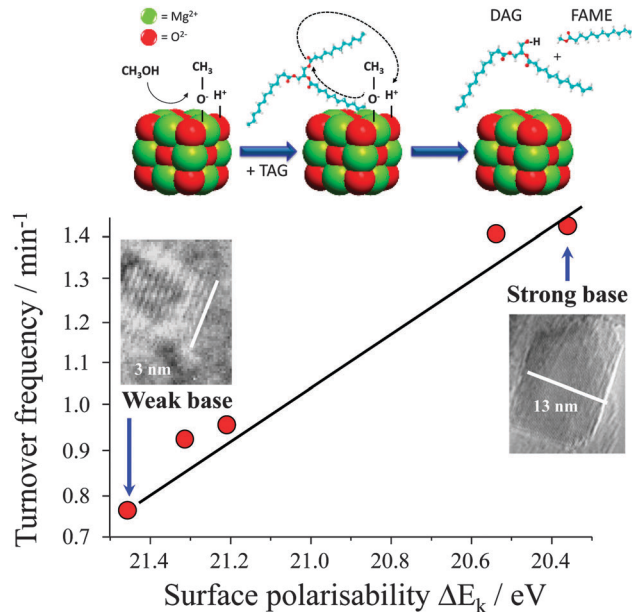 = Mg2+
= O2-
DAG
FAME
CH3OH
CH3
O-
H+
+ TAG
CH3
O-
H+
-H
+
Turnover frequency / min-1
1.4
1.3
1.2
1.1
1.0
0.9
0.8
0.7
3 nm
Weak base
Strong base
13 nm
21.4
21.2
21.0
20.8
20.6
20.4
Surface polarisability ΔEk / eV